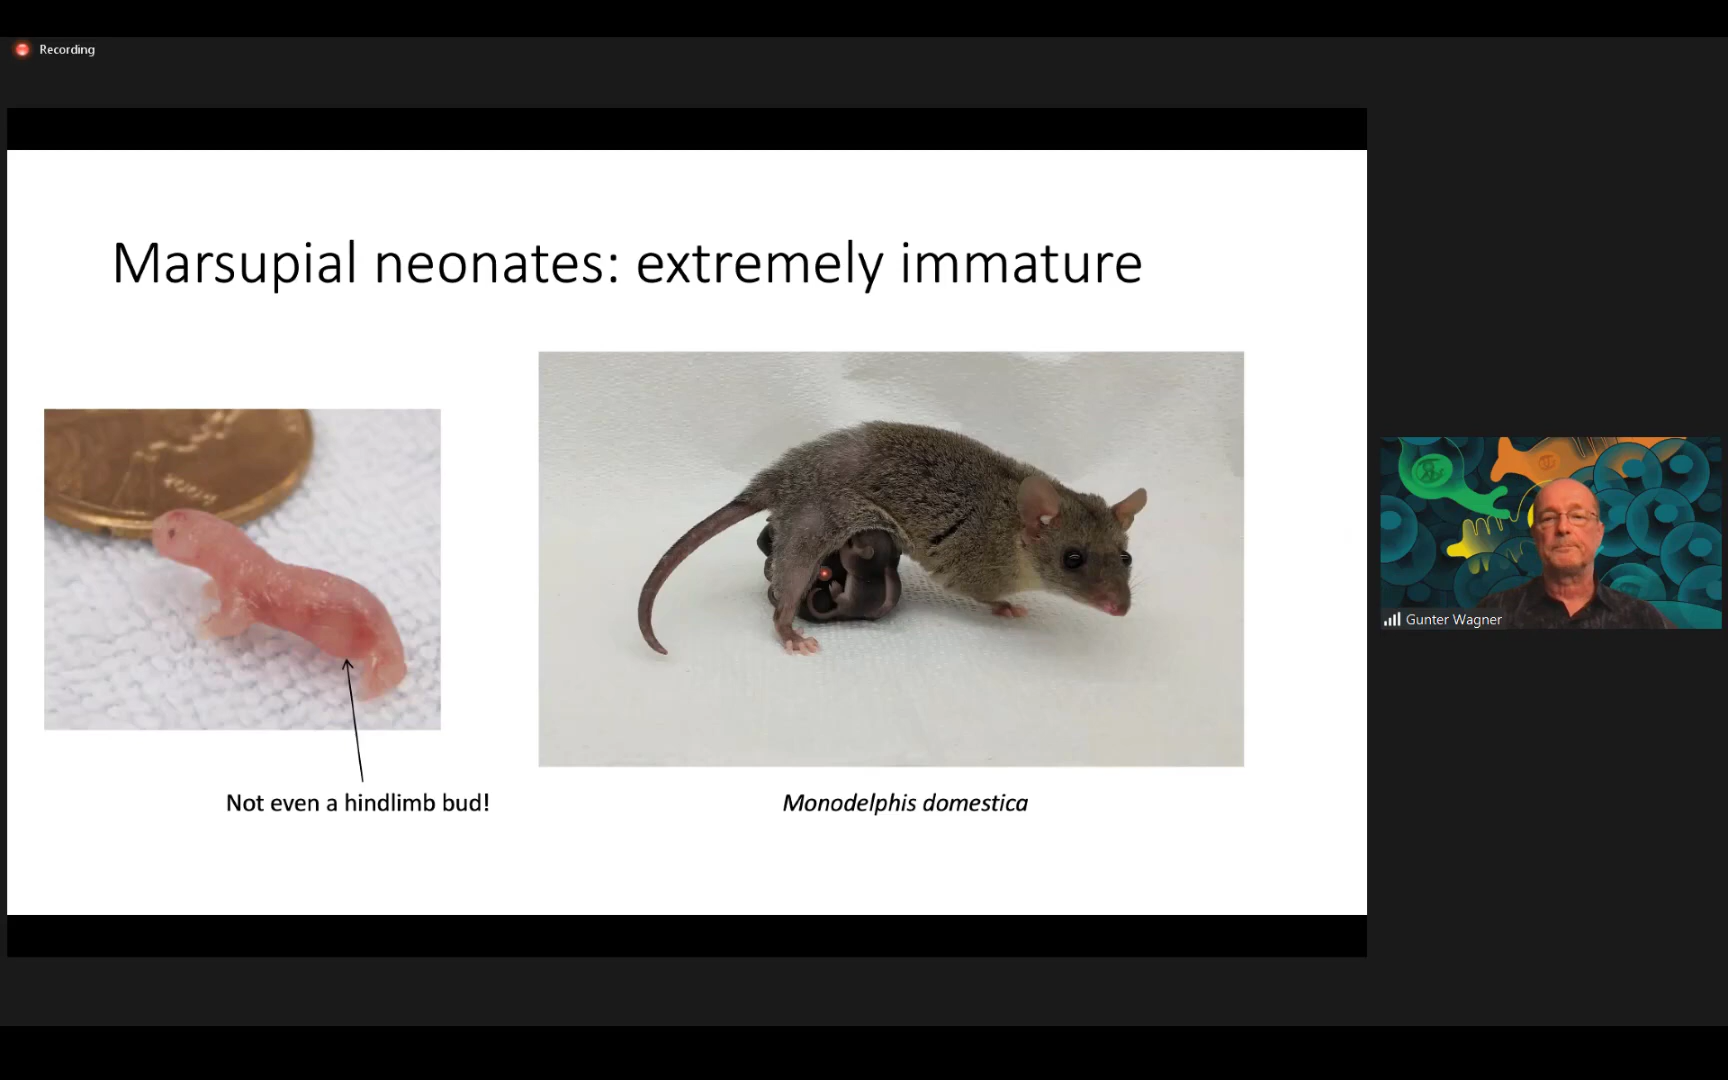 Recording
Marsupial neonates: extremely immature
Not even a hindlimb bud!
Monodelphis domestica
Gunter Wagner